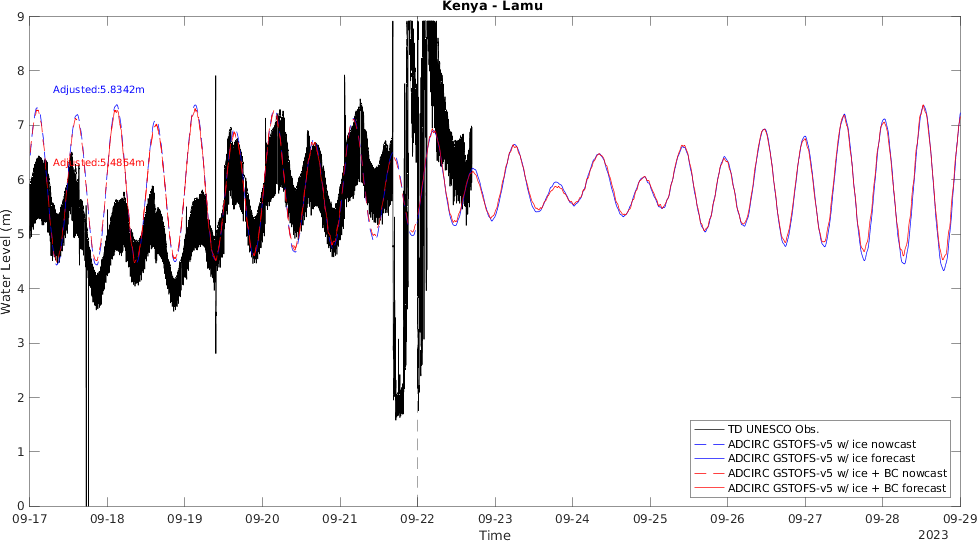 Kenya - Lamu
9
8
7
6
5
4
3
2
1
0
Water Level (m)
Adjusted:5.8342m
Adjusted:5.4864m
TD UNESCO Obs.
ADCIRC GSTOFS-v5 w/ ice nowcast
ADCIRC GSTOFS-v5 w/ ice forecast
ADCIRC GSTOFS-v5 w/ ice + BC nowcast
ADCIRC GSTOFS-v5 w/ ice + BC forecast
09-17 09-18 09-19 09-20 09-21 09-22 09-23 09-24 09-25 09-26 09-27 09-28 09-29
Time
2023